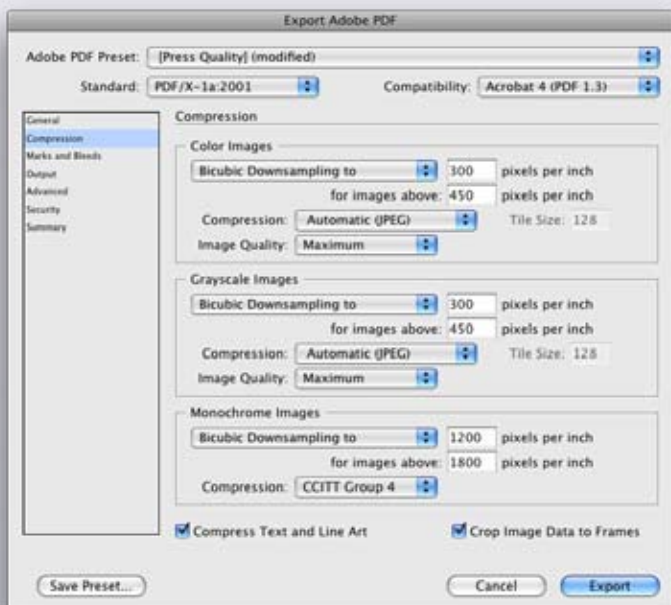 Export Adobe PDF
Adobe PDF Preset: [Press Quality] (modified)
Standard: PDF/X-1a:2001 Compatibility: Acrobat 4 (PDF 1.3)
General
Compression
Marks and Bleeds
Output
Advanced
Security
Summary
Compression
Color Images
Bicubic Downsampling to 300 pixels per inch
for images above: 450 pixels per inch
Compression: Automatic (JPEG) Tile Size: 128
Image Quality: Maximum
Grayscale Images
Bicubic Downsampling to 300 pixels per inch
for images above: 450 pixels per inch
Compression: Automatic (JPEG) Tile Size: 128
Image Quality: Maximum
Monochrome Images
Bicubic Downsampling to 1200 pixels per inch
for images above: 1800 pixels per inch
Compression: CCITT Group 4
Compress Text and Line Art Crop Image Data to Frames
Save Preset... Cancel Export